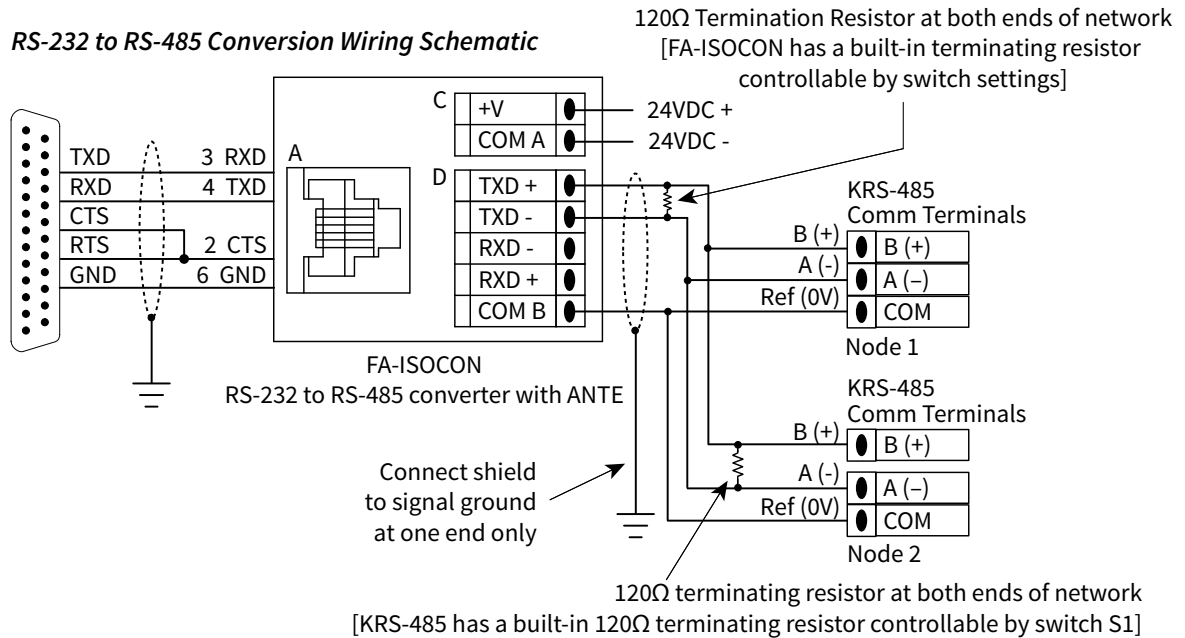 RS-232 to RS-485 Conversion Wiring Schematic
120Ω Termination Resistor at both ends of network
[FA-ISOCON has a built-in terminating resistor
controllable by switch settings]
C
+V
24VDC +
COM A
24VDC -
TXD
3 RXD
RXD
4 TXD
CTS
RTS
2 CTS
GND
6 GND
A
D
TXD +
TXD -
RXD -
RXD +
COM B
FA-ISOCON
RS-232 to RS-485 converter with ANTE
KRS-485
Comm Terminals
B (+)
B (+)
A (-)
A (–)
Ref (0V)
COM
Node 1
KRS-485
Comm Terminals
B (+)
B (+)
A (-)
A (–)
Ref (0V)
COM
Node 2
Connect shield
to signal ground
at one end only
120Ω terminating resistor at both ends of network
[KRS-485 has a built-in 120Ω terminating resistor controllable by switch S1]